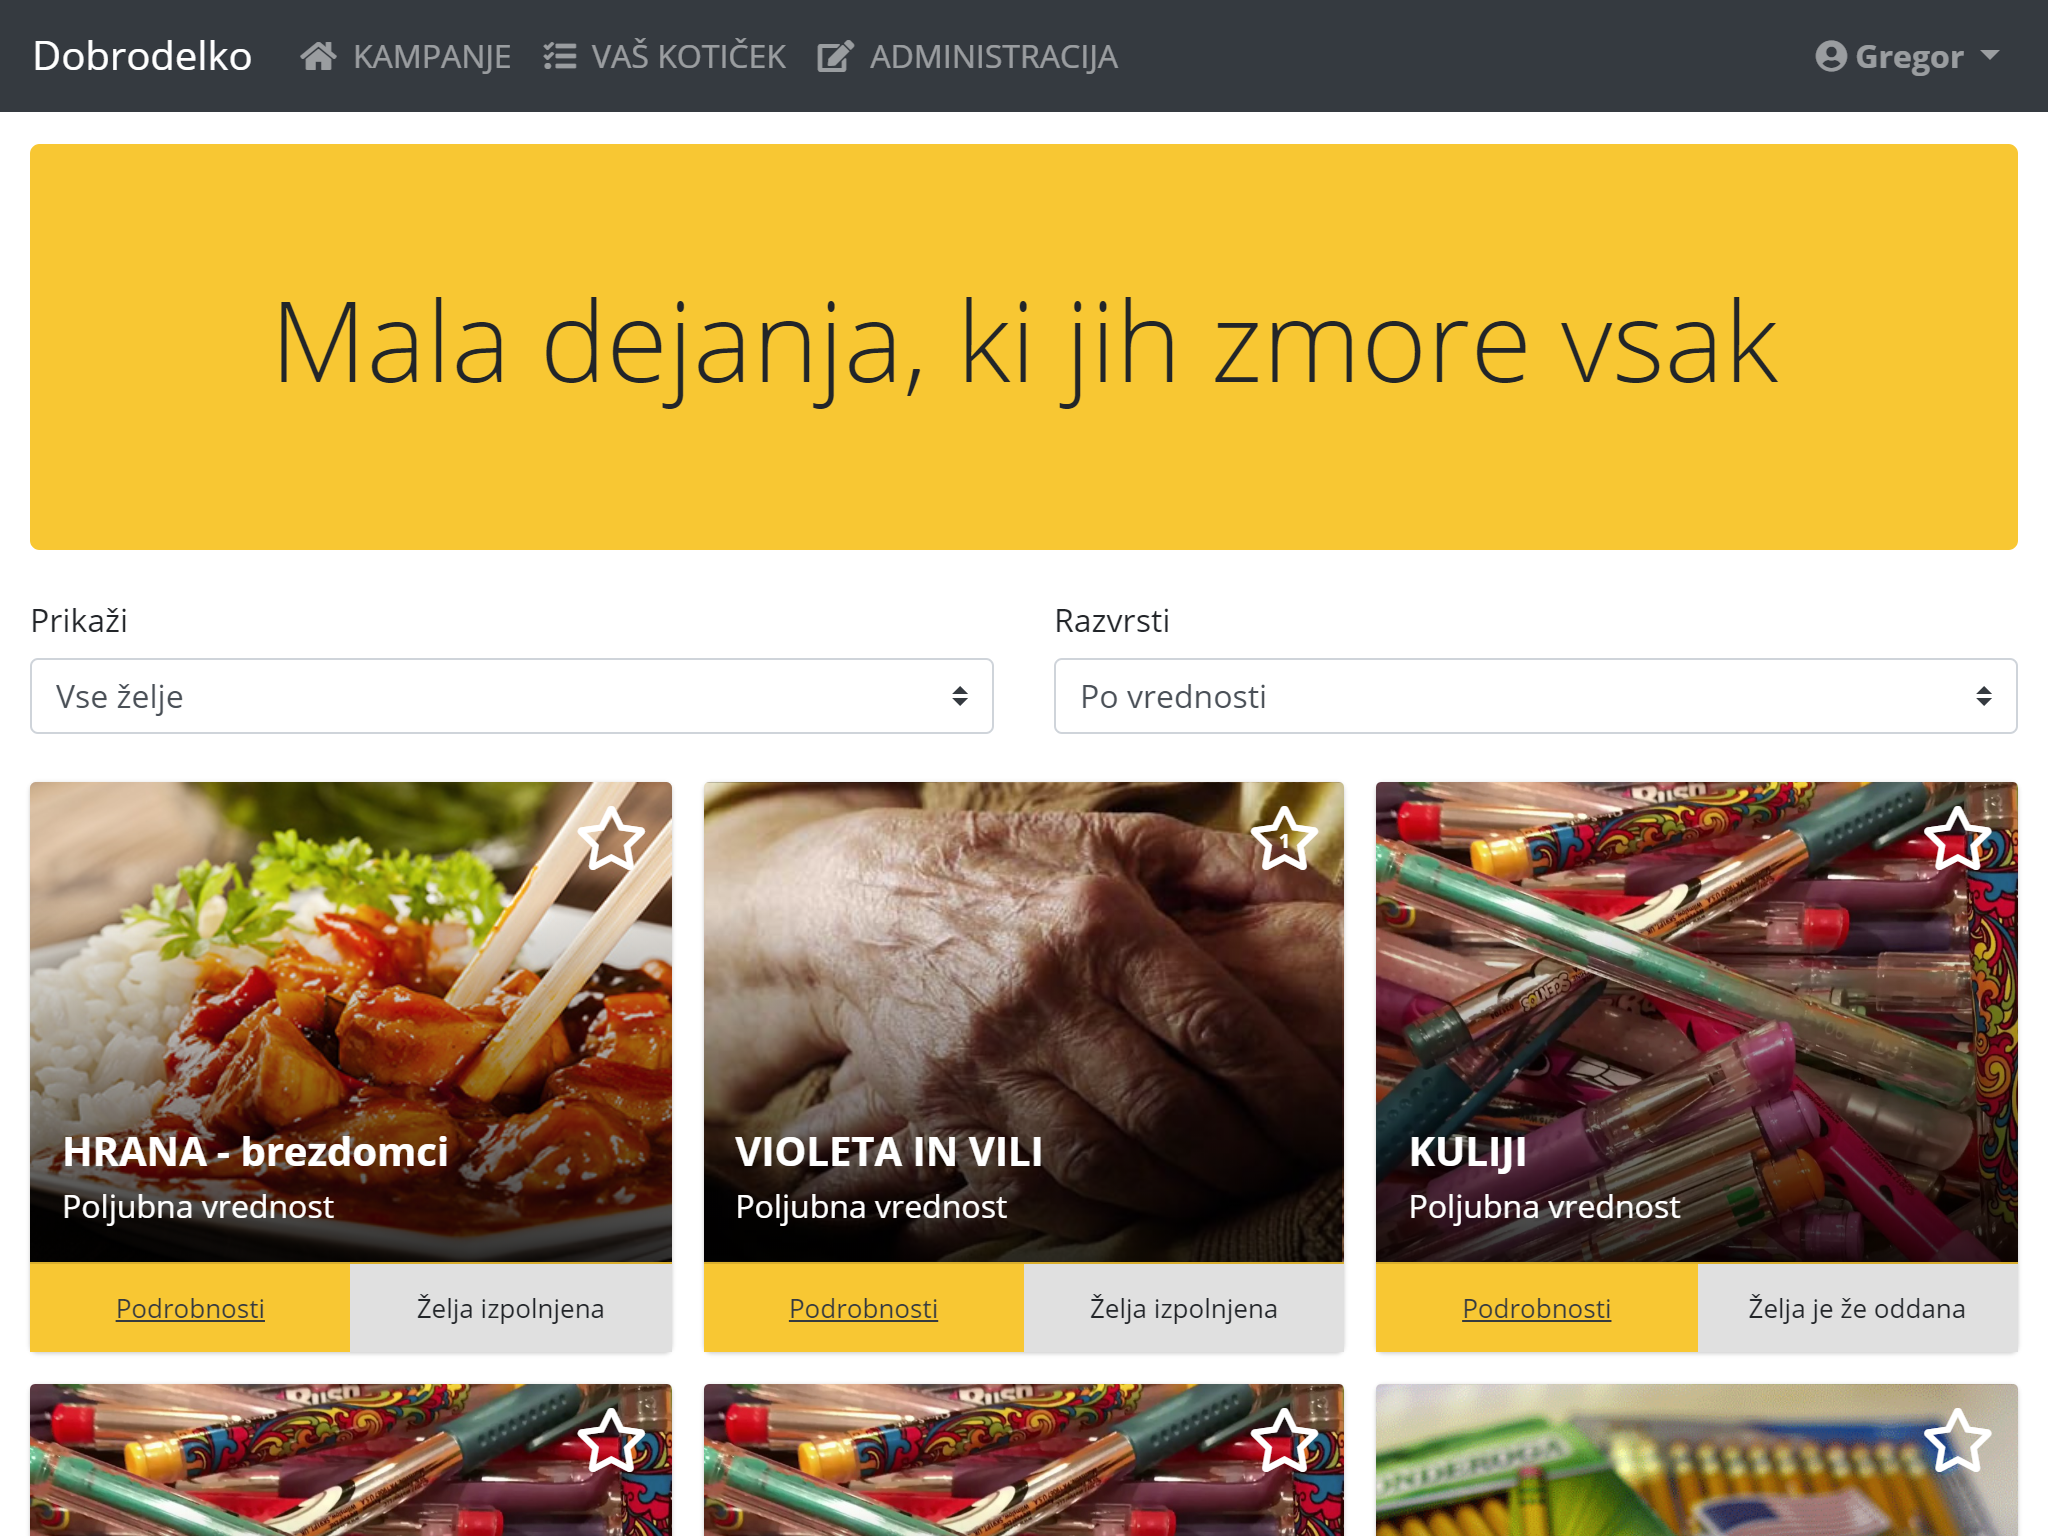 Dobrodelko KAMPANJE VAŠ KOTIČEK ADMINISTRACIJA Gregor
Mala dejanja, ki jih zmore vsak
Prikaži Razvrsti
Vse želje Po vrednosti
1
HRANA - brezdomci VIOLETA IN VILI KULIJI
Poljubna vrednost Poljubna vrednost Poljubna vrednost
Podrobnosti Želja izpolnjena Podrobnosti Želja izpolnjena Podrobnosti Želja je že oddana